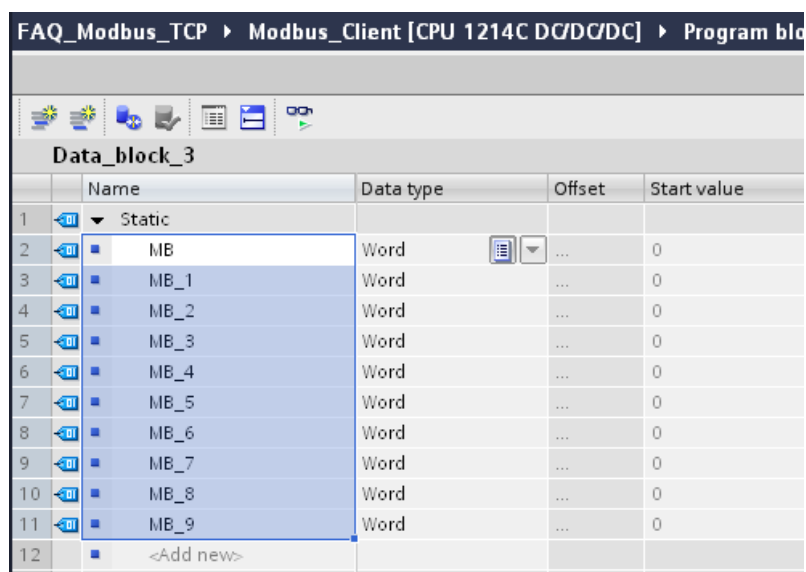 FAQ_Modbus_TCP ▸ Modbus_Client [CPU 1214C DC/DC/DC] ▸ Program blo
Data_block_3
Name Data type Offset Start value
1 Static
2 MB Word ... 0
3 MB_1 Word ... 0
4 MB_2 Word ... 0
5 MB_3 Word ... 0
6 MB_4 Word ... 0
7 MB_5 Word ... 0
8 MB_6 Word ... 0
9 MB_7 Word ... 0
10 MB_8 Word ... 0
11 MB_9 Word ... 0
12 <Add new>